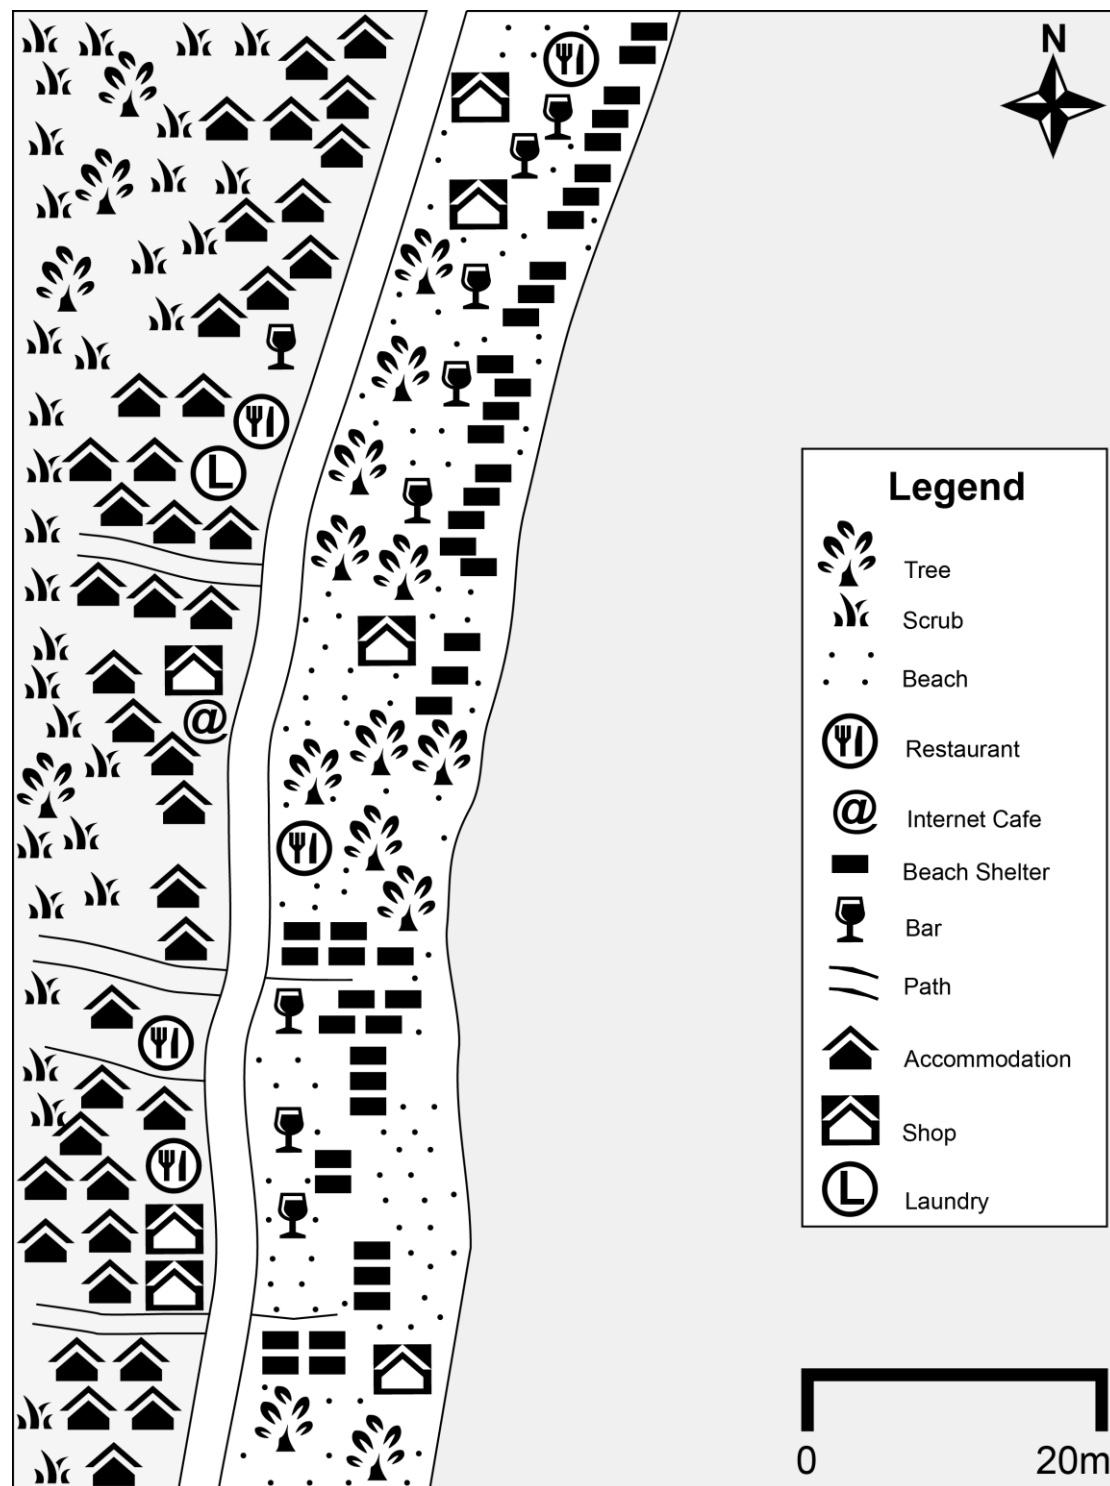 N
L
@
Legend
Tree
Scrub
Beach
Restaurant
@ Internet Cafe
Beach Shelter
Bar
Path
Accommodation
Shop
L Laundry
0 20m